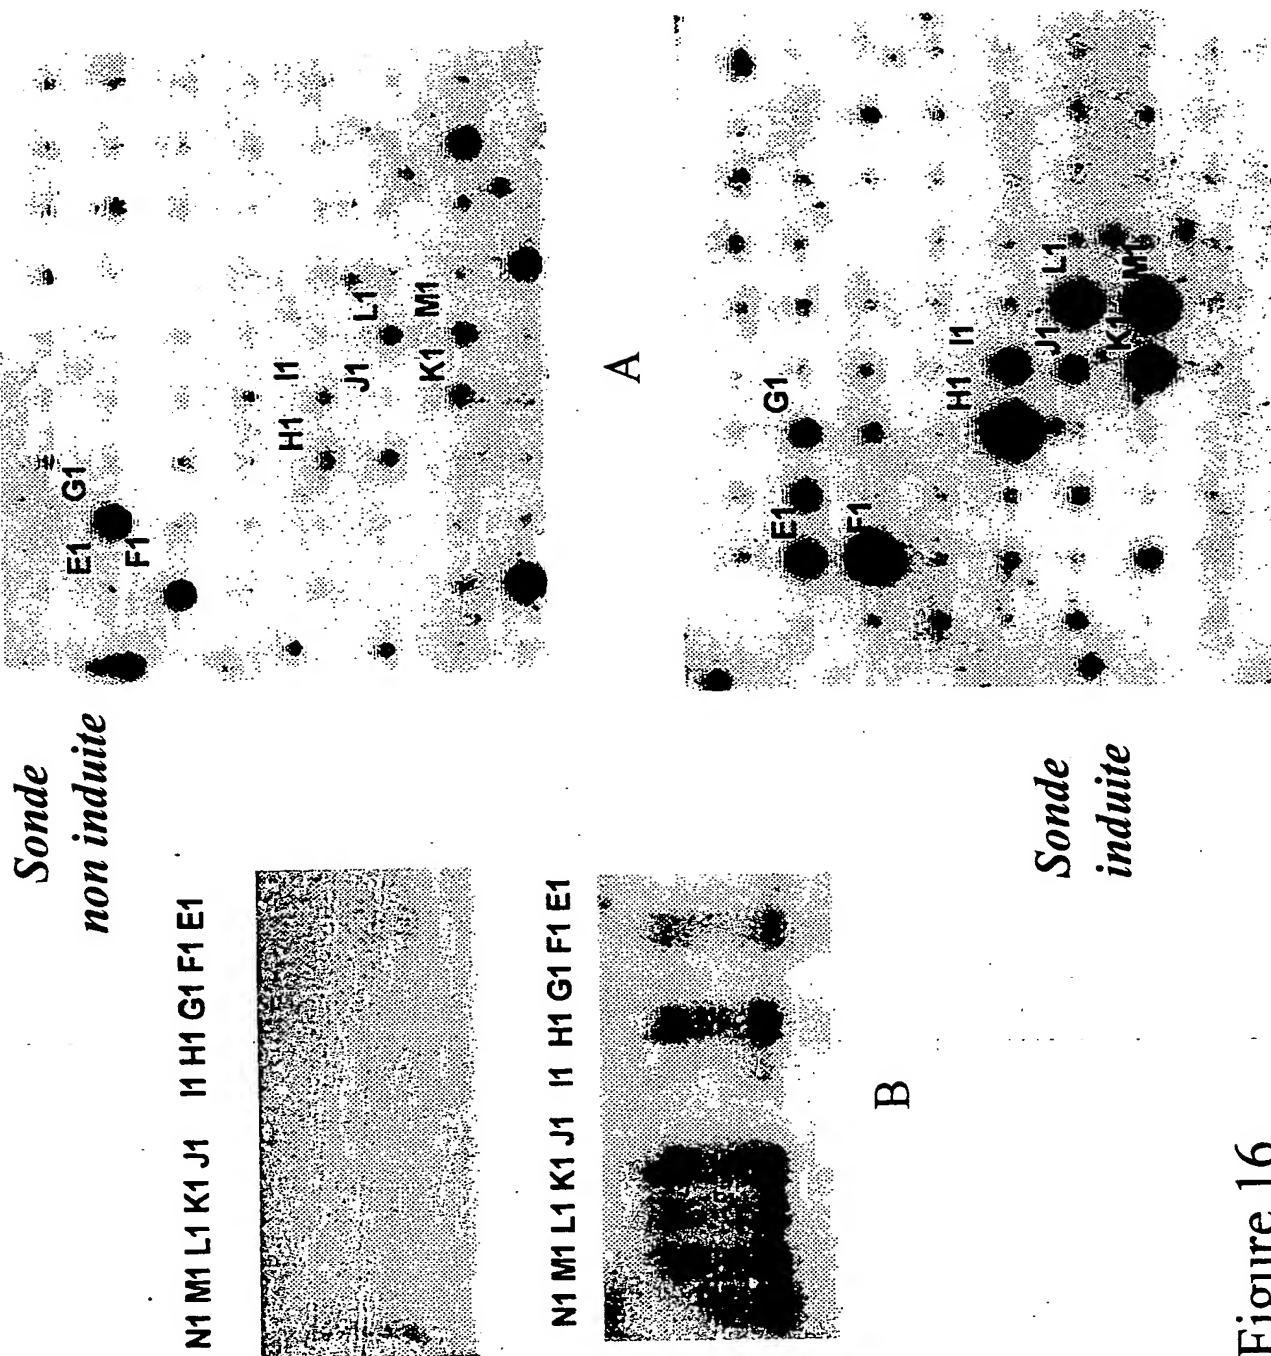 Sonde
non induite
N1 M1 L1 K1 J1 I1 H1 G1 F1 E1
E1 G1
F1
H1 I1
J1 L1
K1 M1
A
N1 M1 L1 K1 J1 I1 H1 G1 F1 E1
B
Sonde
induite
E1 G1
F1
H1 I1
J1 L1
K1 M1
Figure 16